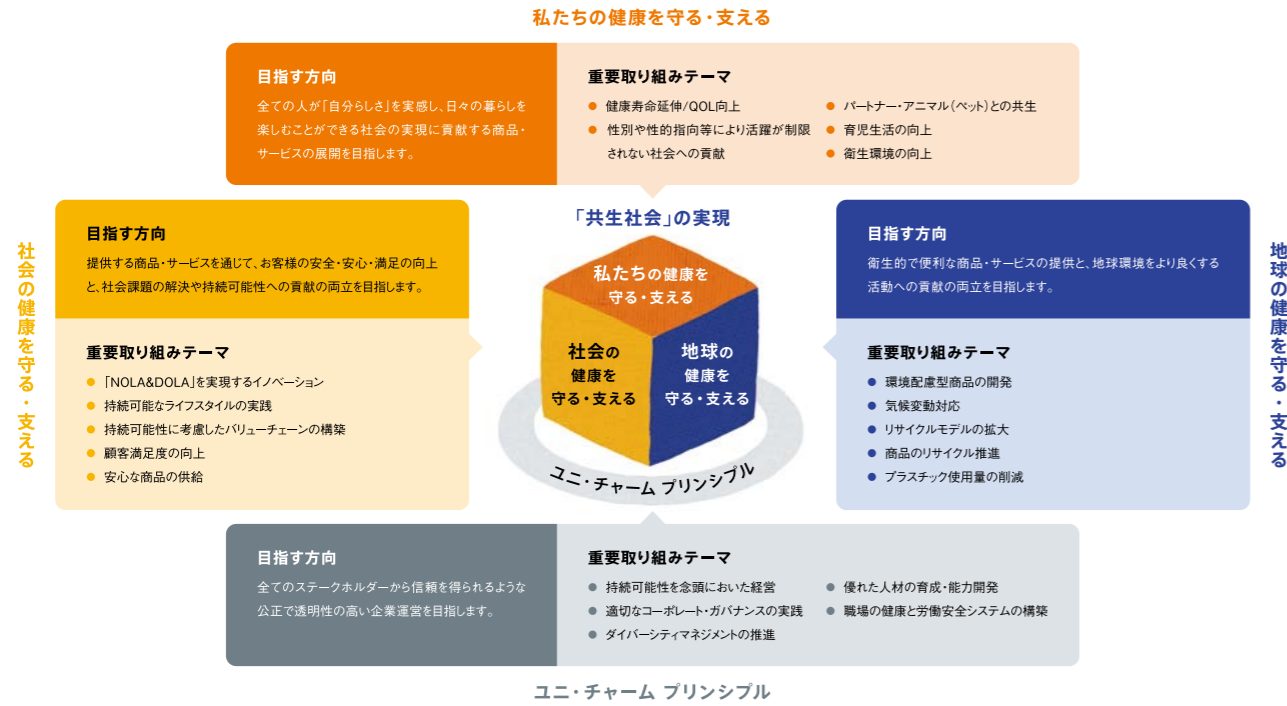 私たちの健康を守る・支える
目指す方向
全ての人が「自分らしさ」を実感し、日々の暮らしを
楽しむことができる社会の実現に貢献する商品・
サービスの展開を目指します。
重要取り組みテーマ
● 健康寿命延伸/QOL向上
● 性別や性的指向等により活躍が制限
されない社会への貢献
● パートナー・アニマル(ペット)との共生
● 育児生活の向上
● 衛生環境の向上
社会の健康を守る・支える
目指す方向
提供する商品・サービスを通じて、お客様の安全・安心・満足の向上
と、社会課題の解決や持続可能性への貢献の両立を目指します。
重要取り組みテーマ
● 「NOLA&DOLA」を実現するイノベーション
● 持続可能なライフスタイルの実践
● 持続可能性に考慮したバリューチェーンの構築
● 顧客満足度の向上
● 安心な商品の供給
「共生社会」の実現
私たちの健康を
守る・支える
社会の
健康を
守る・支える
地球の
健康を
守る・支える
ユニ・チャーム プリンシプル
目指す方向
衛生的で便利な商品・サービスの提供と、地球環境をより良くする
活動への貢献の両立を目指します。
重要取り組みテーマ
● 環境配慮型商品の開発
● 気候変動対応
● リサイクルモデルの拡大
● 商品のリサイクル推進
● プラスチック使用量の削減
地球の健康を守る・支える
目指す方向
全てのステークホルダーから信頼を得られるような
公正で透明性の高い企業運営を目指します。
重要取り組みテーマ
● 持続可能性を念頭においた経営
● 適切なコーポレート・ガバナンスの実践
● ダイバーシティマネジメントの推進
● 優れた人材の育成・能力開発
● 職場の健康と労働安全システムの構築
ユニ・チャーム プリンシプル